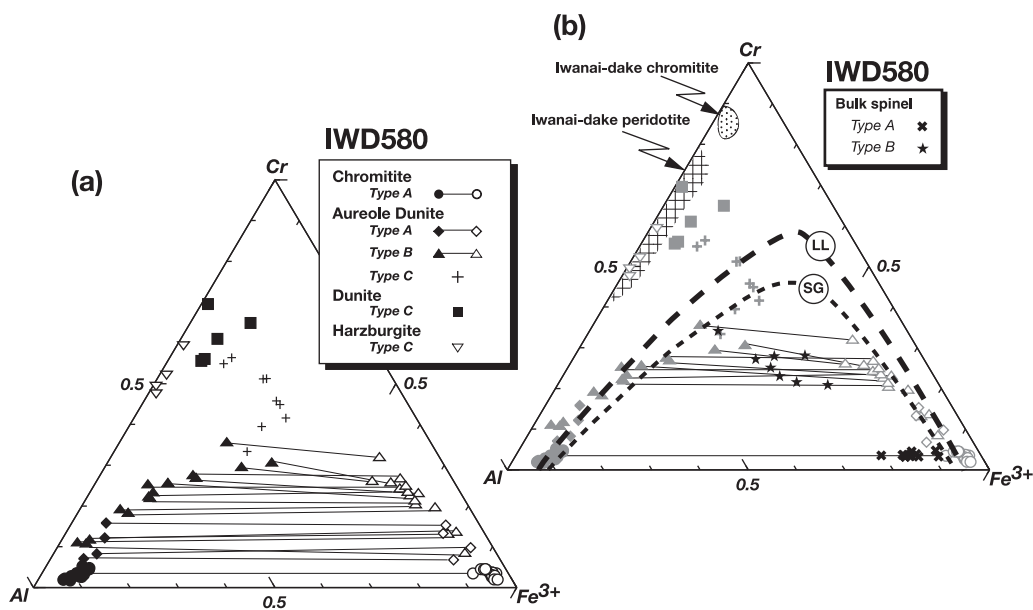 (a)
IWD580
Chromitite
Type A
Aureole Dunite
Type A
Type B
Type C
Dunite
Type C
Harzburgite
Type C
Cr
0.5
0.5
Al
0.5
Fe3+
(b)
Cr
Iwanai-dake chromitite
Iwanai-dake peridotite
IWD580
Bulk spinel
Type A
Type B
LL
SG
0.5
0.5
Al
0.5
Fe3+